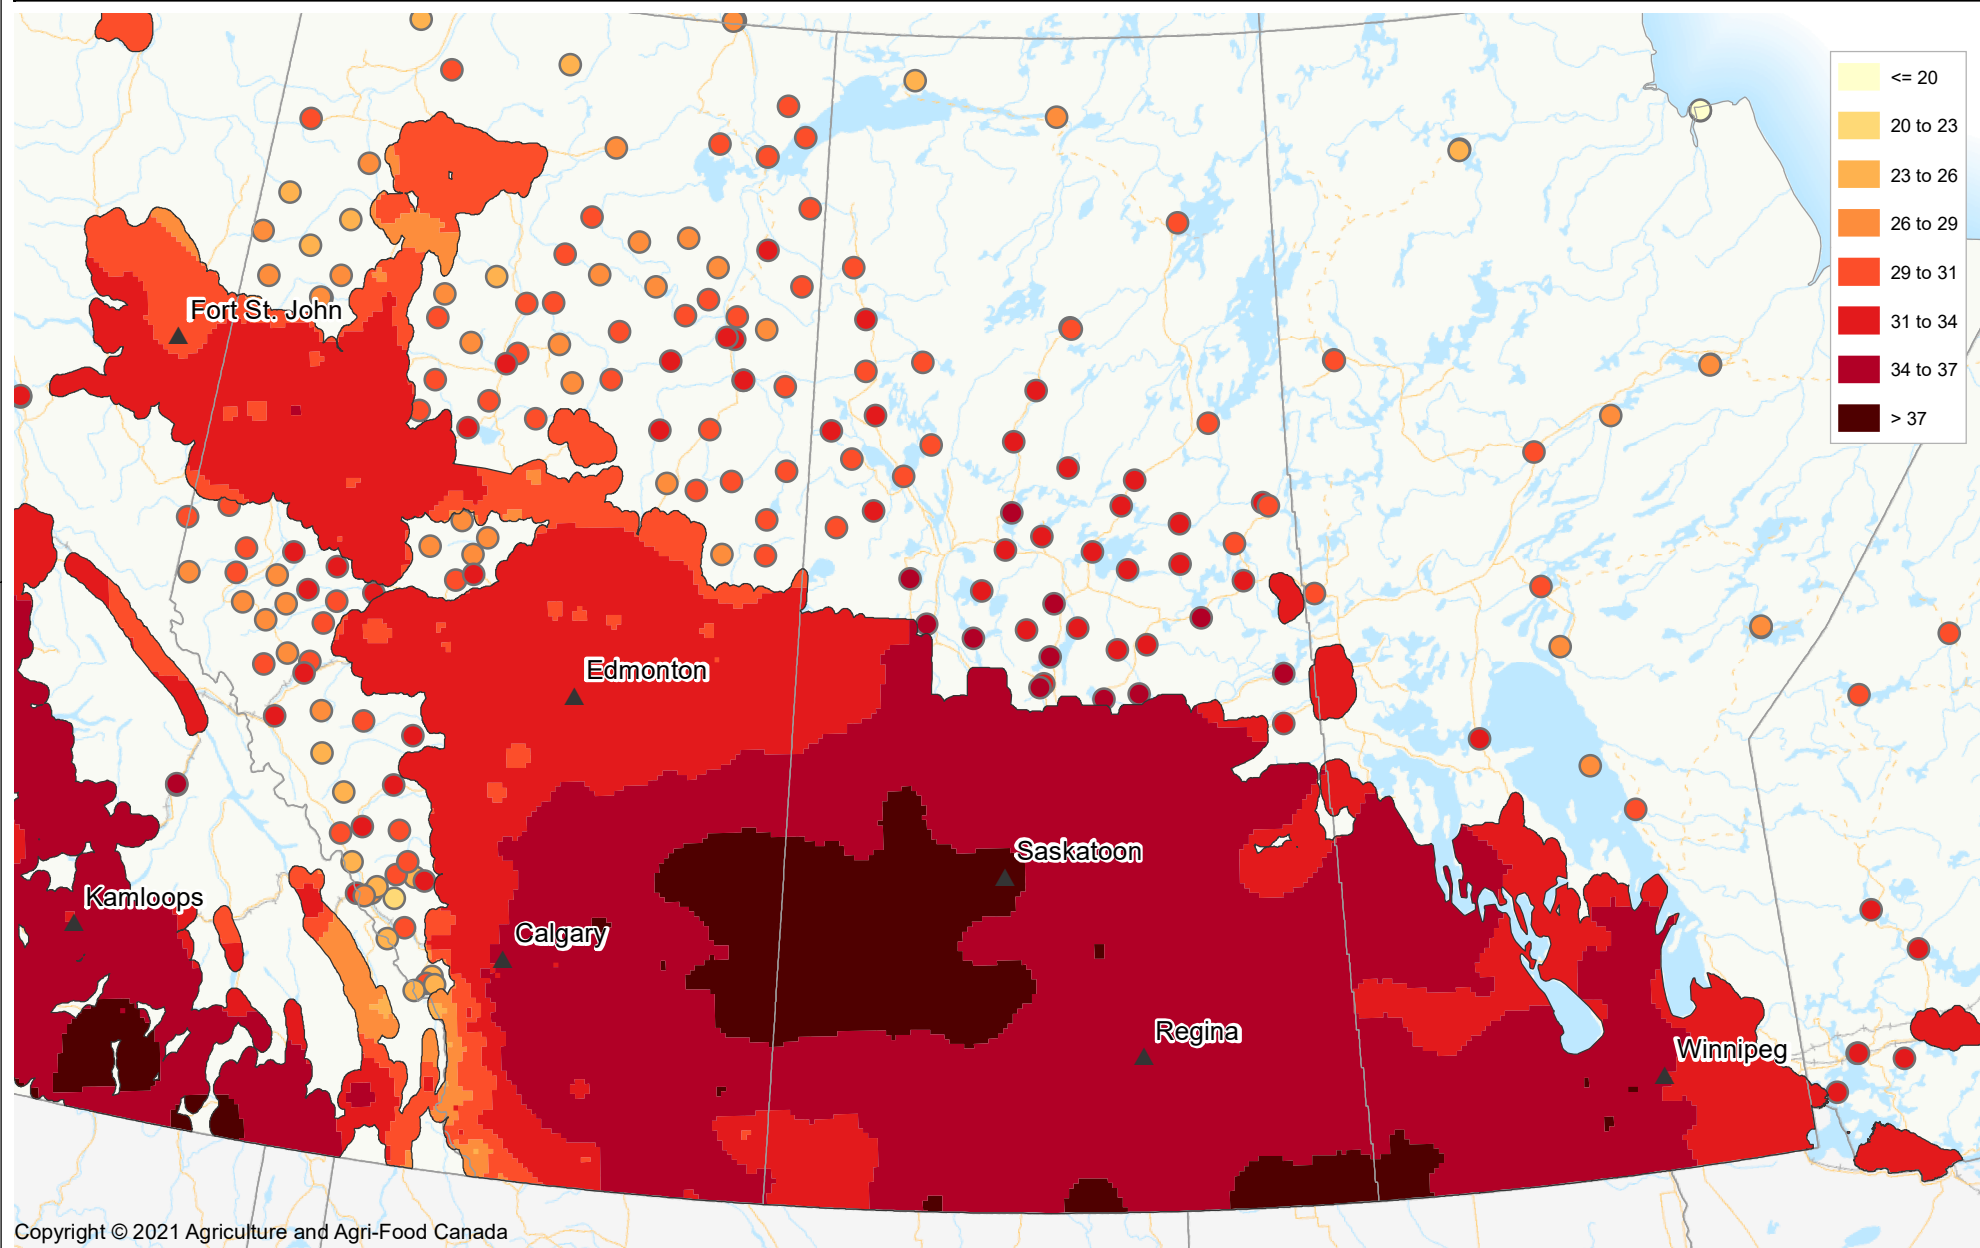 <= 20
20 to 23
23 to 26
26 to 29
29 to 31
31 to 34
34 to 37
> 37
Fort St. John
Edmonton
Saskatoon
Kamloops
Calgary
Regina
Winnipeg
Copyright © 2021 Agriculture and Agri-Food Canada